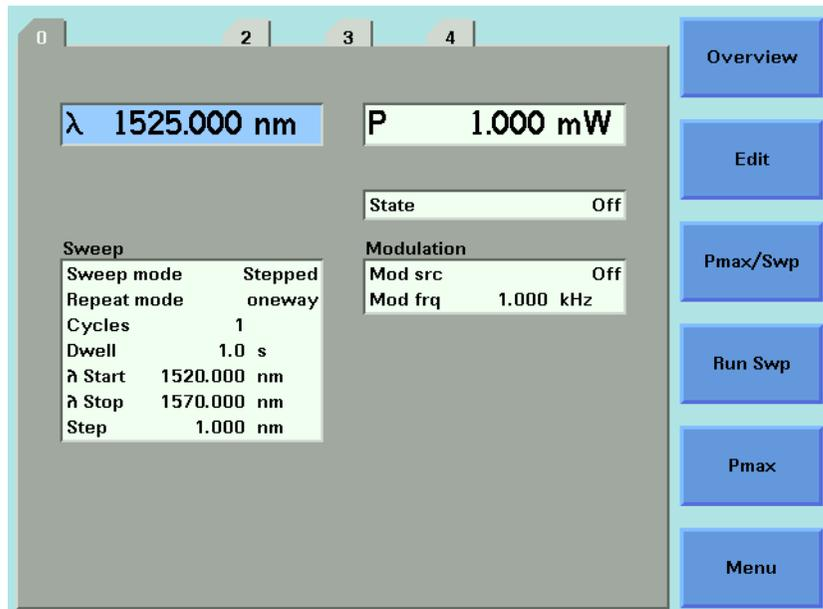 0 2 3 4
λ 1525.000 nm
P 1.000 mW
State Off
Sweep
Sweep mode Stepped
Repeat mode oneway
Cycles 1
Dwell 1.0 s
λ Start 1520.000 nm
λ Stop 1570.000 nm
Step 1.000 nm
Modulation
Mod src Off
Mod frq 1.000 kHz
Overview
Edit
Pmax/Swp
Run Swp
Pmax
Menu